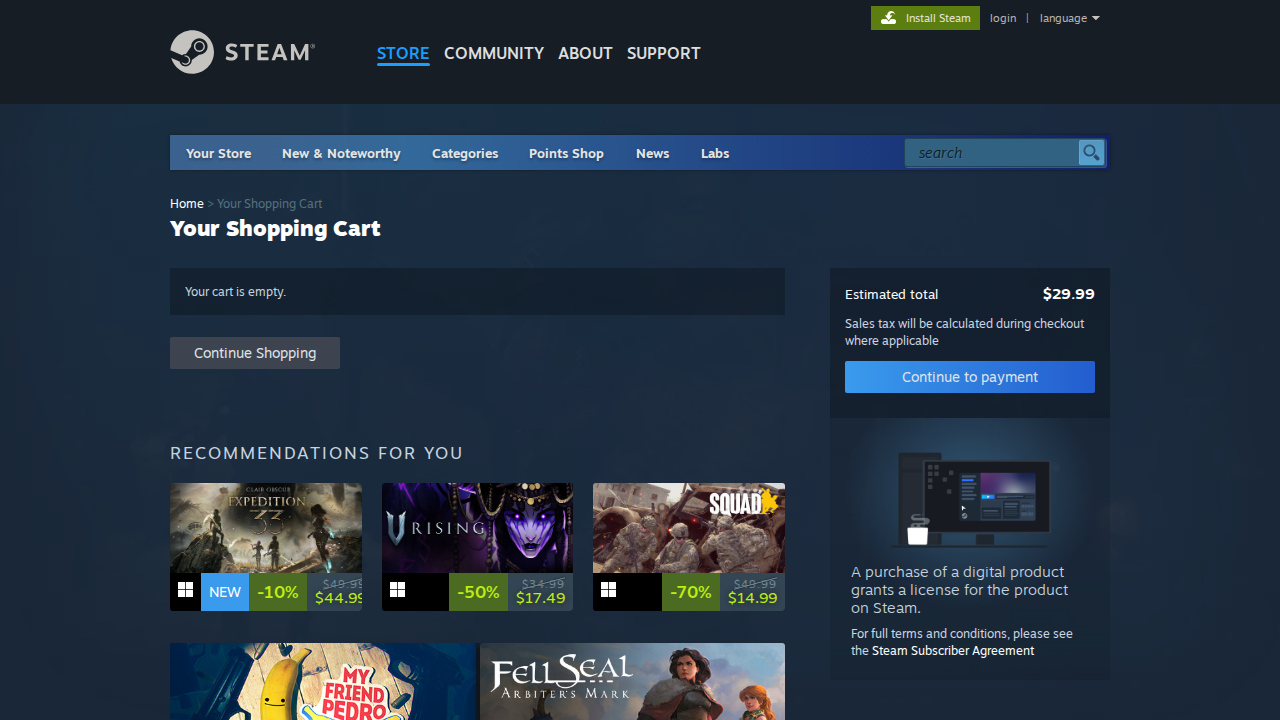 Install Steam
login | language
STEAM®
STORE COMMUNITY ABOUT SUPPORT
Your Store New & Noteworthy Categories Points Shop News Labs
search
Home > Your Shopping Cart
Your Shopping Cart
Your cart is empty.
Continue Shopping
Estimated total $29.99
Sales tax will be calculated during checkout
where applicable
Continue to payment
A purchase of a digital product
grants a license for the product
on Steam.
For full terms and conditions, please see
the Steam Subscriber Agreement
RECOMMENDATIONS FOR YOU
CLAIR OBSCUR
EXPEDITION
33
NEW -10% $49.99 $44.99
V RISING
-50% $34.99 $17.49
SQUAD
-70% $49.99 $14.99
MY
FRIEND
PEDRO
FELL SEAL
ARBITER'S MARK